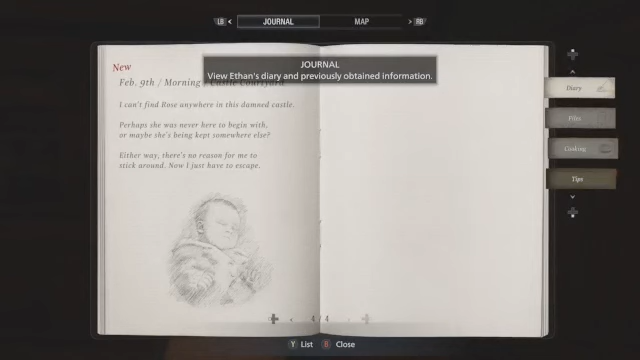 LB JOURNAL MAP RB
JOURNAL
View Ethan's diary and previously obtained information.
New
Feb. 9th / Morning / Castle Courtyard
I can't find Rose anywhere in this damned castle.
Perhaps she was never here to begin with,
or maybe she's being kept somewhere else?
Either way, there's no reason for me to
stick around. Now I just have to escape.
Diary
Files
Cooking
Tips
4 / 4
Y List B Close